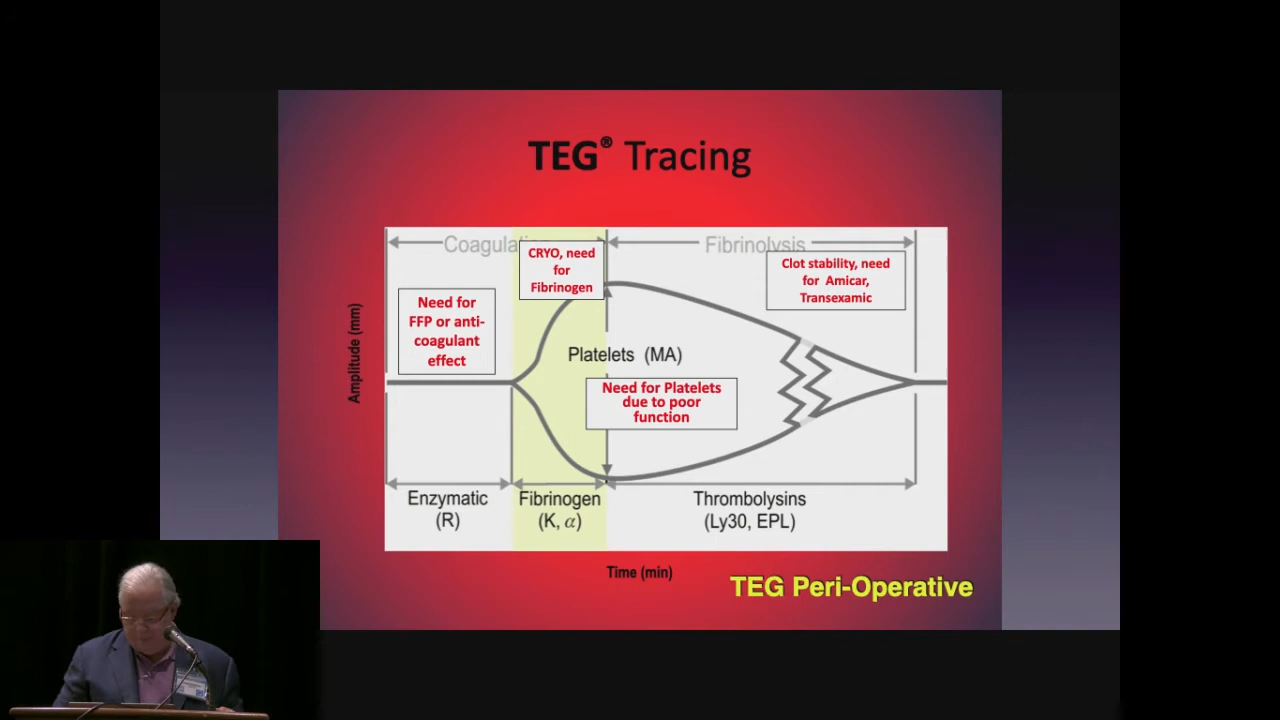 TEG® Tracing
Coagulati
Fibrinolysis
CRYO, need
for
Fibrinogen
Clot stability, need
for Amicar,
Transexamic
Need for
FFP or anti-
coagulant
effect
Platelets (MA)
Need for Platelets
due to poor
function
Amplitude (mm)
Enzymatic
(R)
Fibrinogen
(K, α)
Thrombolysins
(Ly30, EPL)
Time (min)
TEG Peri-Operative